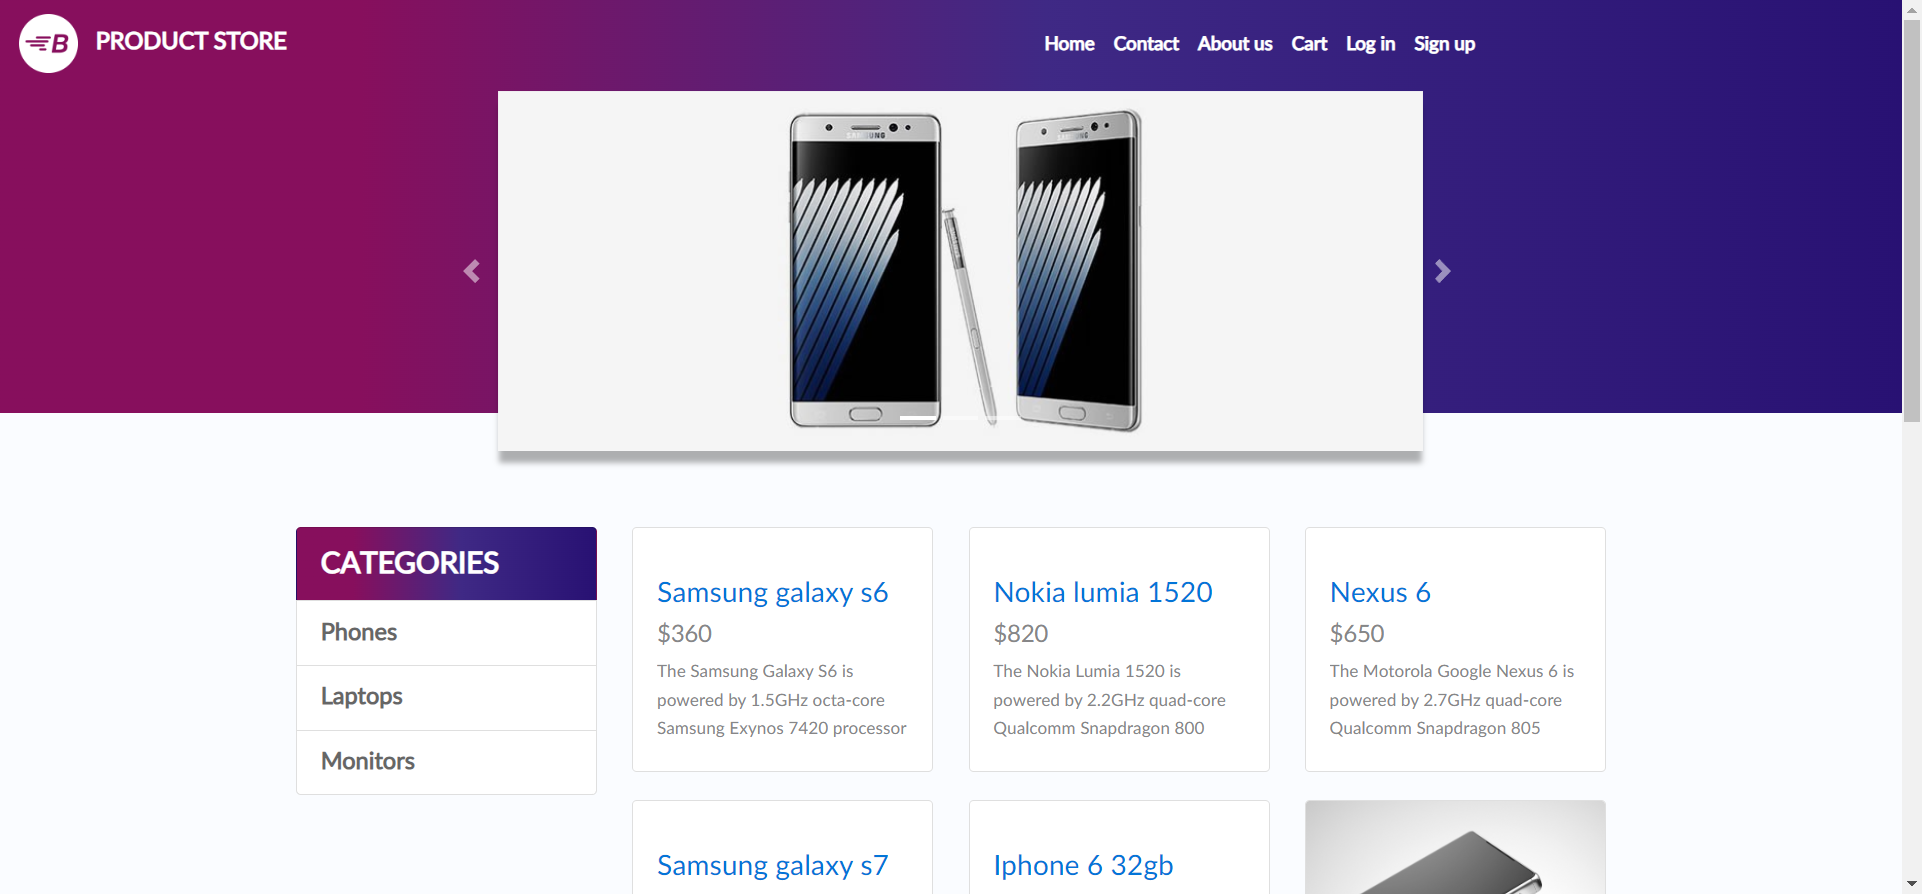 B PRODUCT STORE
Home Contact About us Cart Log in Sign up
SAMSUNG
SAMSUNG
CATEGORIES
Phones
Laptops
Monitors
Samsung galaxy s6
$360
The Samsung Galaxy S6 is
powered by 1.5GHz octa-core
Samsung Exynos 7420 processor
Nokia lumia 1520
$820
The Nokia Lumia 1520 is
powered by 2.2GHz quad-core
Qualcomm Snapdragon 800
Nexus 6
$650
The Motorola Google Nexus 6 is
powered by 2.7GHz quad-core
Qualcomm Snapdragon 805
Samsung galaxy s7
Iphone 6 32gb